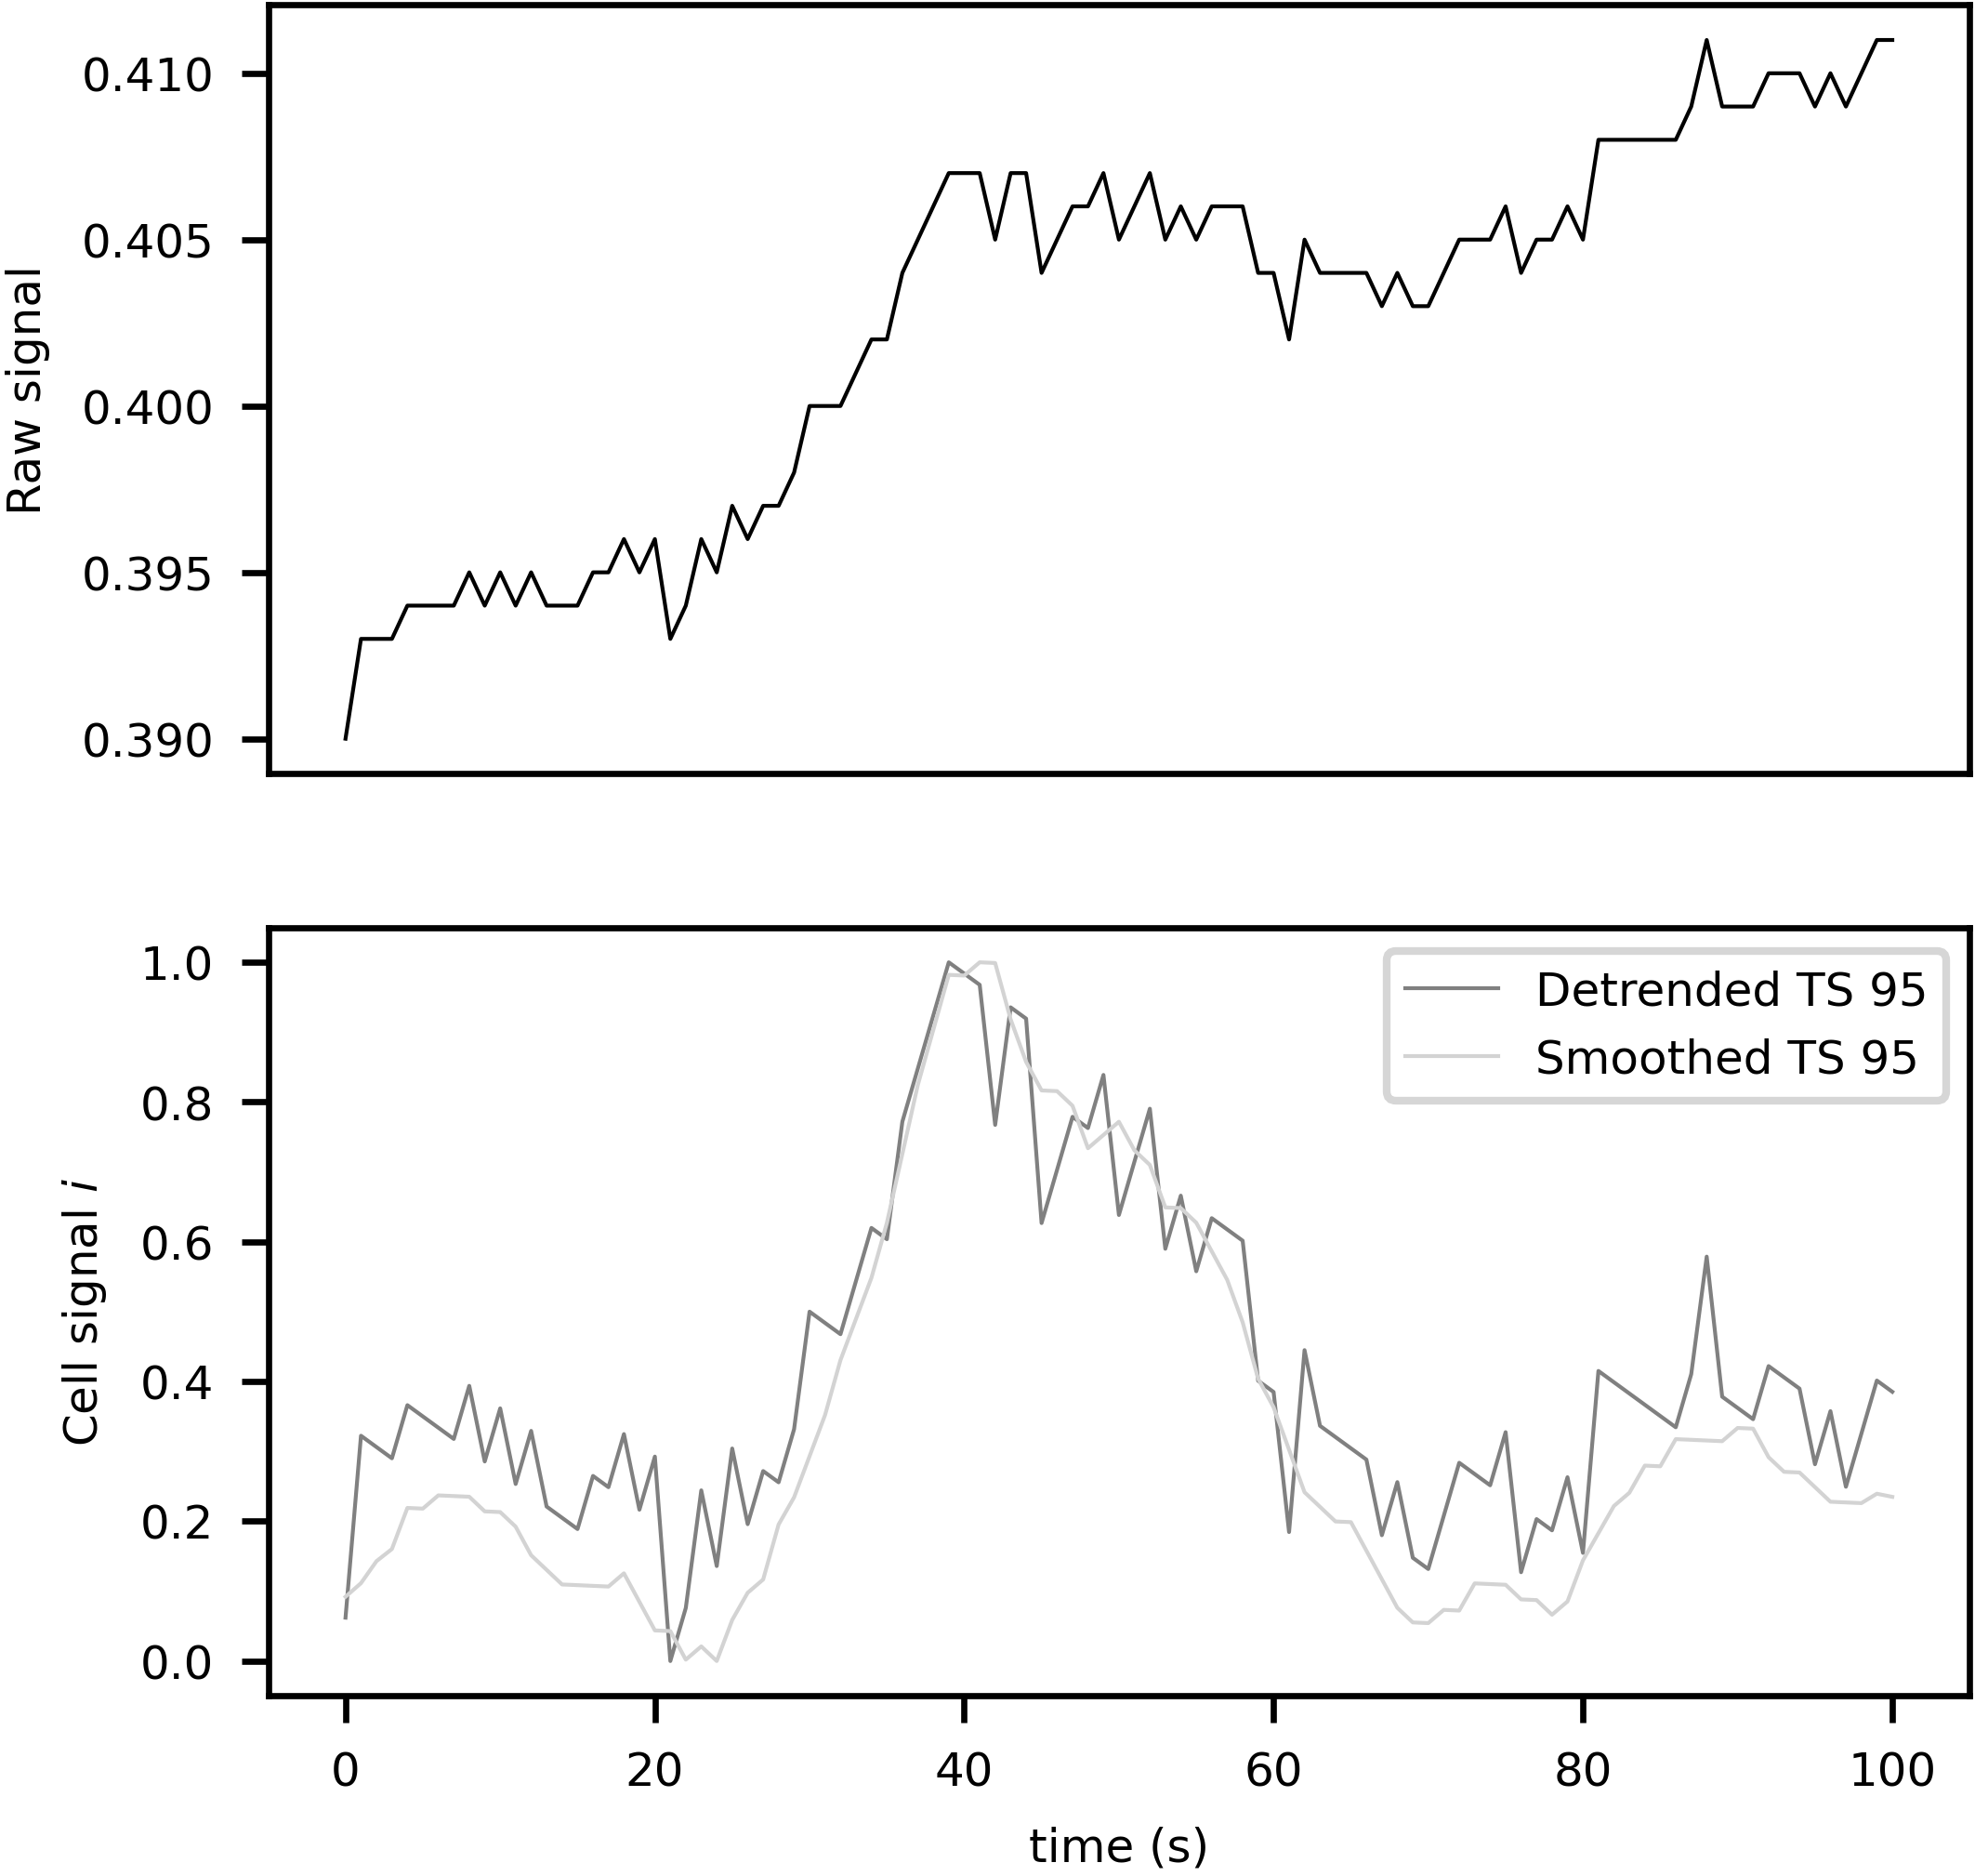 Raw signal
0.410
0.405
0.400
0.395
0.390
Cell signal i
1.0
0.8
0.6
0.4
0.2
0.0
Detrended TS 95
Smoothed TS 95
0 20 40 60 80 100
time (s)